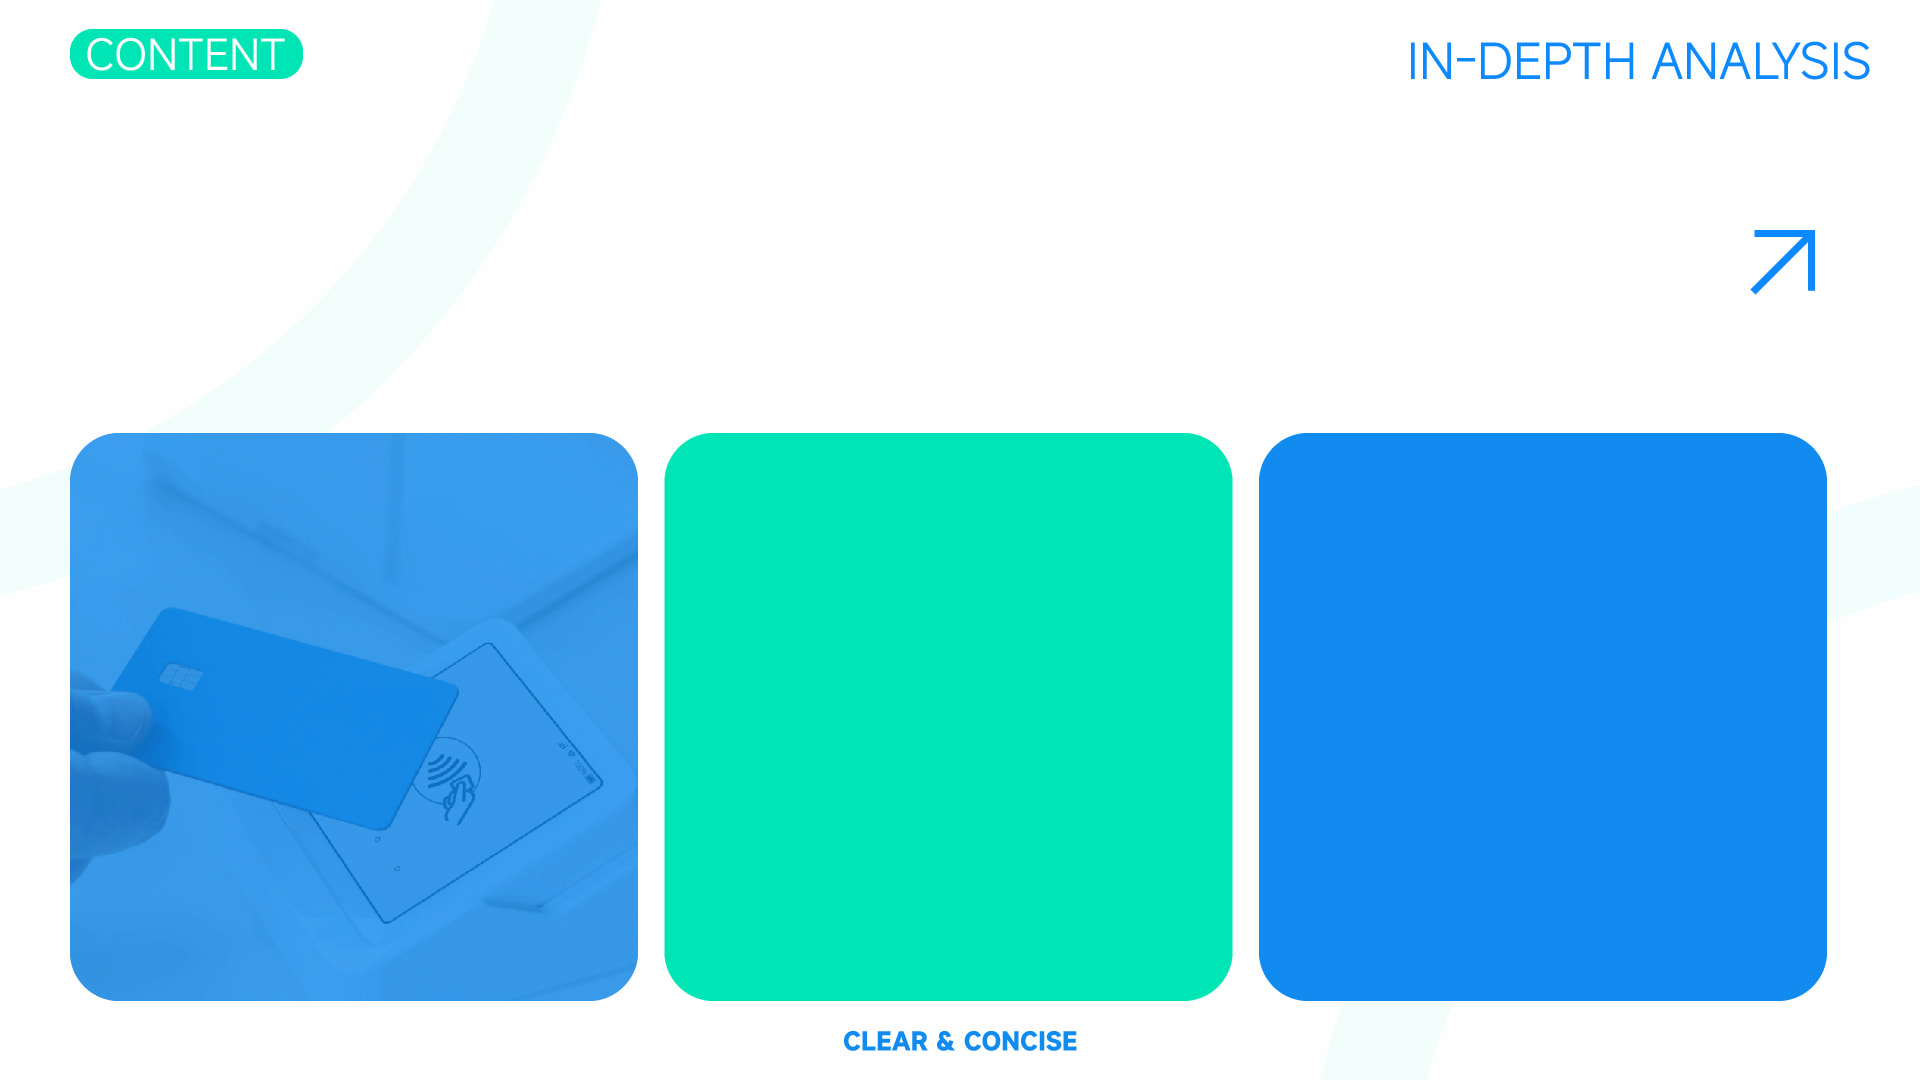 CONTENT
IN-DEPTH ANALYSIS
CLEAR & CONCISE